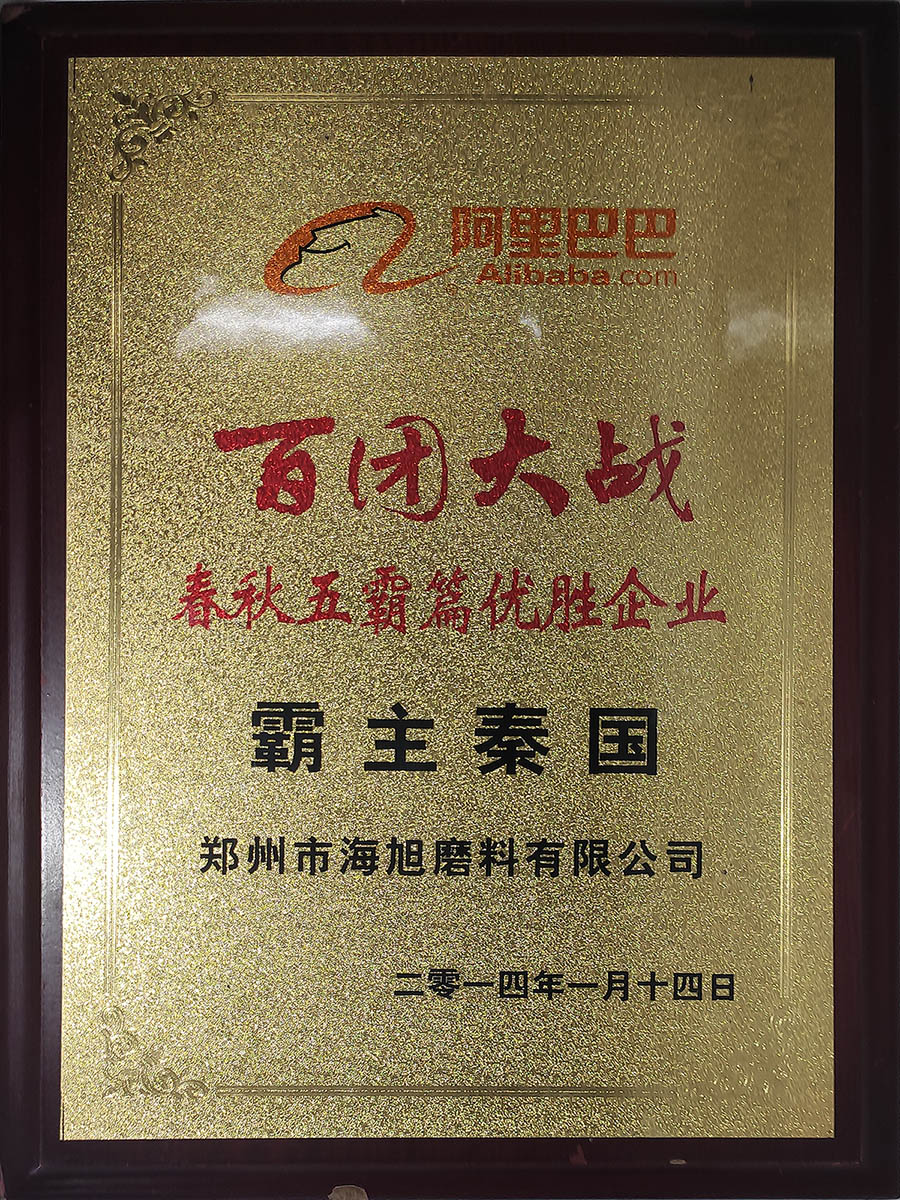 阿里巴巴
Alibaba.com
百团大战
春秋五霸篇优胜企业
霸主秦国
郑州市海旭磨料有限公司
二零一四年一月十四日